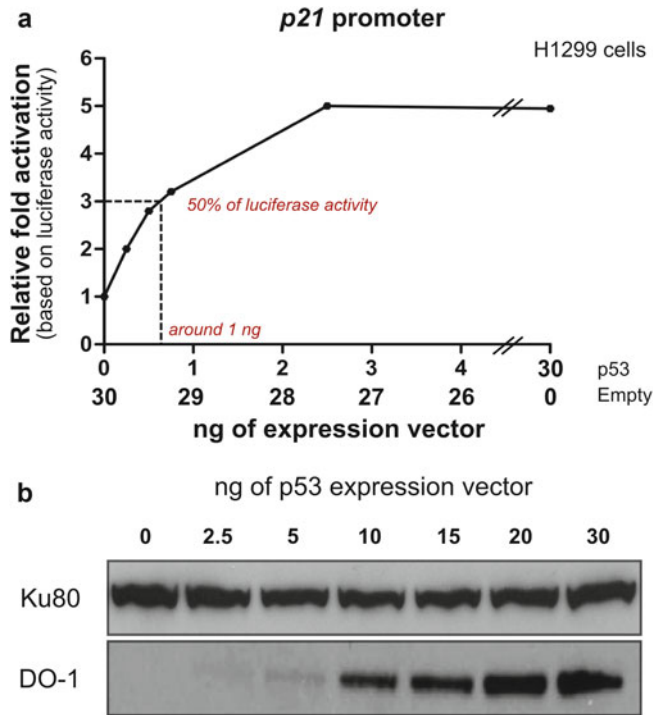 a
p21 promoter
H1299 cells
Relative fold activation
(based on luciferase activity)
6
5
4
3
2
1
0
50% of luciferase activity
around 1 ng
0 1 2 3 4 30 p53
30 29 28 27 26 0 Empty
ng of expression vector
b
ng of p53 expression vector
0 2.5 5 10 15 20 30
Ku80
DO-1